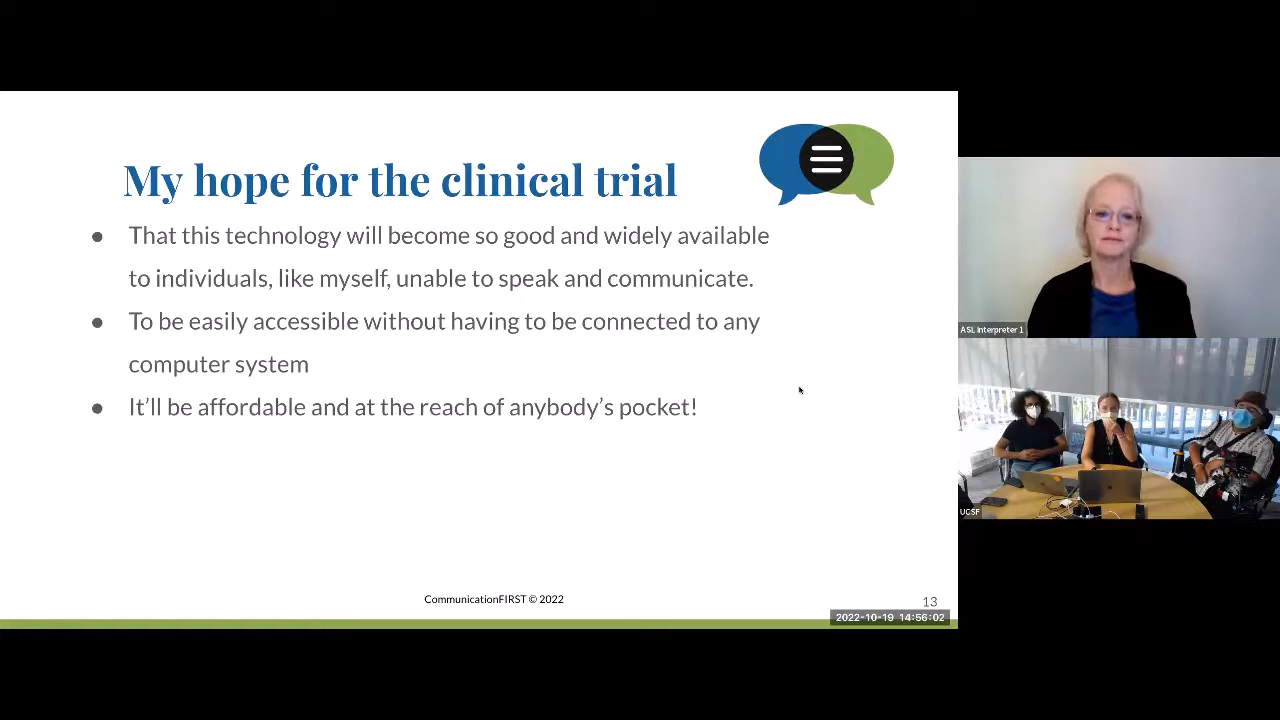 My hope for the clinical trial
● That this technology will become so good and widely available
to individuals, like myself, unable to speak and communicate.
● To be easily accessible without having to be connected to any
computer system
● It’ll be affordable and at the reach of anybody’s pocket!
CommunicationFIRST © 2022
13
2022-10-19 14:56:02
ASL Interpreter 1
UCSF